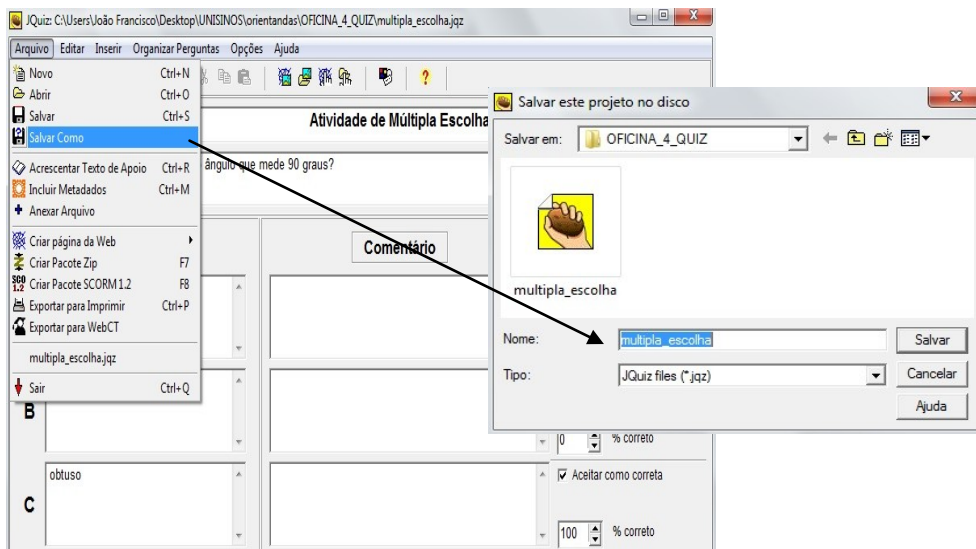 JQuiz: C:\Users\João Francisco\Desktop\UNISINOS\orientandas\OFICINA_4_QUIZ\multipla_escolha.jqz
Arquivo Editar Inserir Organizar Perguntas Opções Ajuda
Novo Ctrl+N
Abrir Ctrl+O
Salvar Ctrl+S
Salvar Como
Acrescentar Texto de Apoio Ctrl+R
Incluir Metadados Ctrl+M
Anexar Arquivo
Criar página da Web
Criar Pacote Zip F7
SCO 1.2 Criar Pacote SCORM 1.2 F8
Exportar para Imprimir Ctrl+P
Exportar para WebCT
multipla_escolha.jqz
Sair Ctrl+Q
Atividade de Múltipla Escolha
ângulo que mede 90 graus?
Comentário
B
0 % correto
C
obtuso
Aceitar como correta
100 % correto
Salvar este projeto no disco
Salvar em: OFICINA_4_QUIZ
multipla_escolha
Nome: multipla_escolha Salvar
Tipo: JQuiz files (*.jqz) Cancelar
Ajuda